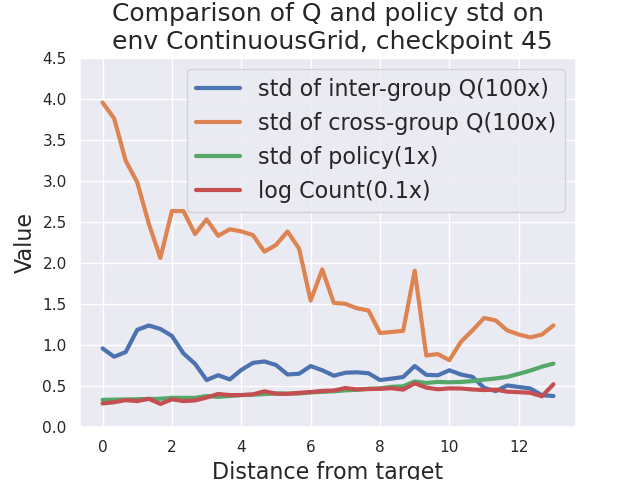 Comparison of Q and policy std on
env ContinuousGrid, checkpoint 45
4.5
4.0
3.5
3.0
2.5
2.0
1.5
1.0
0.5
0.0
Value
std of inter-group Q(100x)
std of cross-group Q(100x)
std of policy(1x)
log Count(0.1x)
0 2 4 6 8 10 12
Distance from target